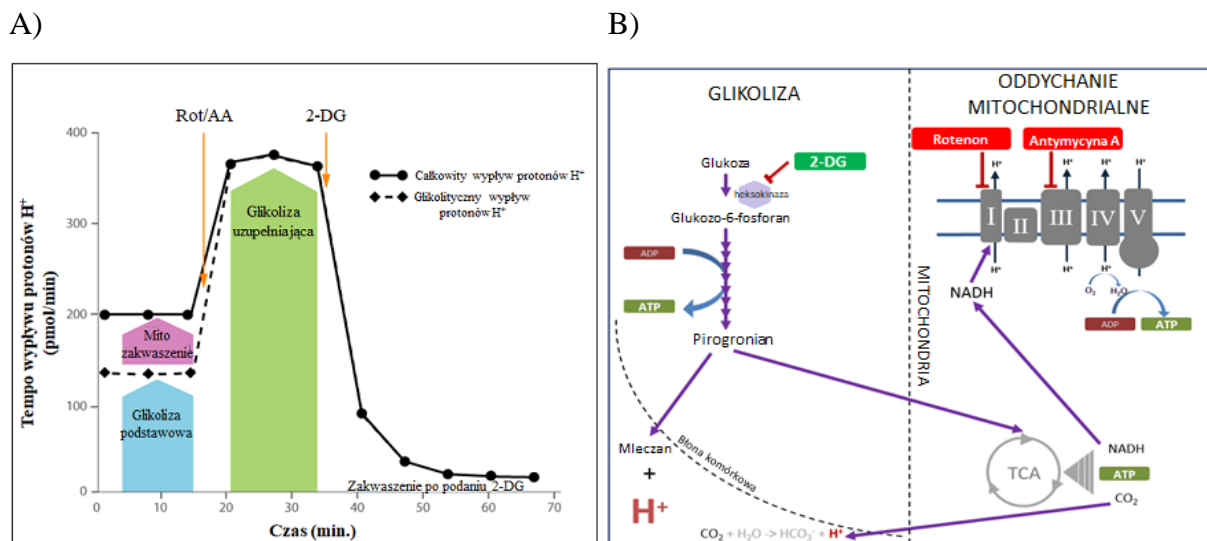 A)
Rot/AA
2-DG
400
300
200
100
0
Tempo wypływu protonów H⁺
(pmol/min)
Całkowity wypływ protonów H⁺
Glikolityczny wypływ
protonów H⁺
Glikoliza
uzupełniająca
Mito
zakwaszenie
Glikoliza
podstawowa
Zakwaszenie po podaniu 2-DG
0 10 20 30 40 50 60 70
Czas (min.)
B)
GLIKOLIZA
Glukoza
2-DG
heksokinaza
Glukozo-6-fosforan
ADP
ATP
Pirogronian
Mleczan
+
H⁺
Błona komórkowa
CO₂ + H₂O -> HCO₃⁻ + H⁺
MITOCHONDRIA
ODDYCHANIE
MITOCHONDRIALNE
Rotenon
Antymycyna A
H⁺ H⁺ H⁺
I II III IV V
H⁺ H⁺ H⁺
O₂ H₂O
NADH
ADP ATP
TCA
NADH
ATP
CO₂